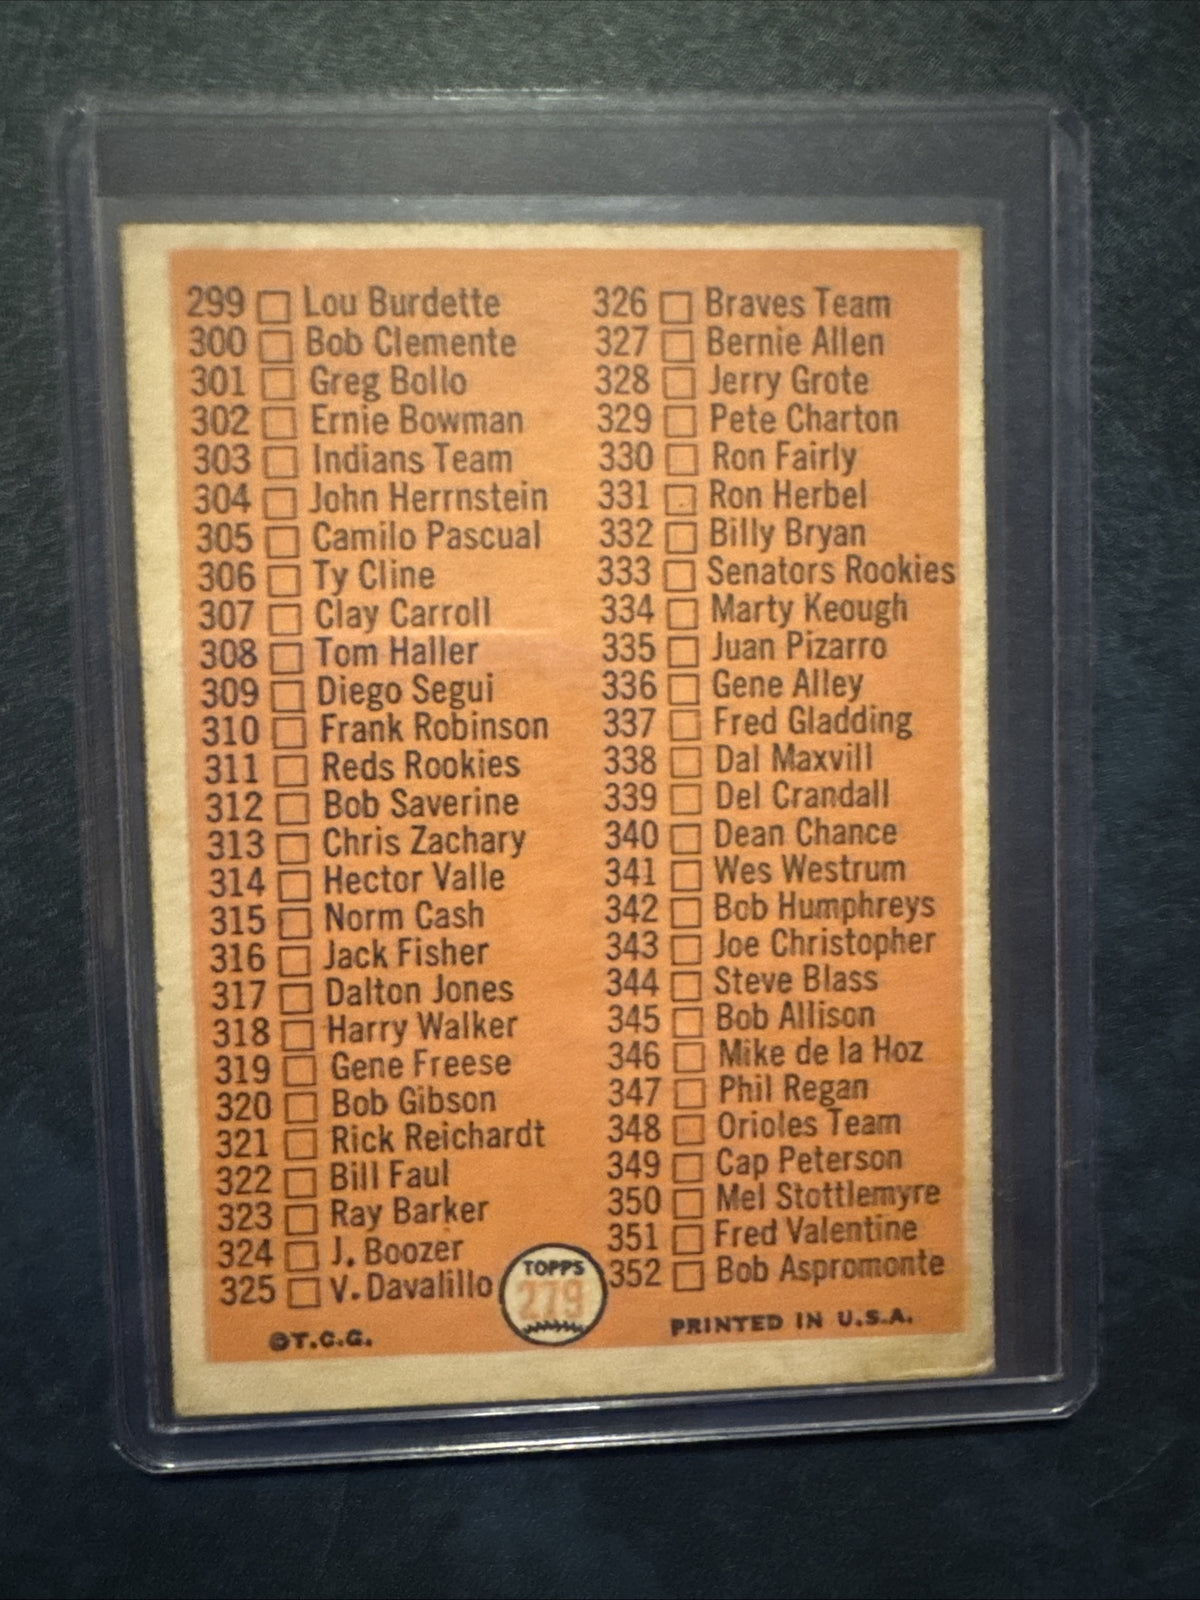 299 Lou Burdette
300 Bob Clemente
301 Greg Bollo
302 Ernie Bowman
303 Indians Team
304 John Herrnstein
305 Camilo Pascual
306 Ty Cline
307 Clay Carroll
308 Tom Haller
309 Diego Segui
310 Frank Robinson
311 Reds Rookies
312 Bob Saverine
313 Chris Zachary
314 Hector Valle
315 Norm Cash
316 Jack Fisher
317 Dalton Jones
318 Harry Walker
319 Gene Freese
320 Bob Gibson
321 Rick Reichardt
322 Bill Faul
323 Ray Barker
324 J. Boozer
325 V. Davalillo
326 Braves Team
327 Bernie Allen
328 Jerry Grote
329 Pete Charton
330 Ron Fairly
331 Ron Herbel
332 Billy Bryan
333 Senators Rookies
334 Marty Keough
335 Juan Pizarro
336 Gene Alley
337 Fred Gladding
338 Dal Maxvill
339 Del Crandall
340 Dean Chance
341 Wes Westrum
342 Bob Humphreys
343 Joe Christopher
344 Steve Blass
345 Bob Allison
346 Mike de la Hoz
347 Phil Regan
348 Orioles Team
349 Cap Peterson
350 Mel Stottlemyre
351 Fred Valentine
352 Bob Aspromonte
TOPPS
279
©T.C.G.
PRINTED IN U.S.A.